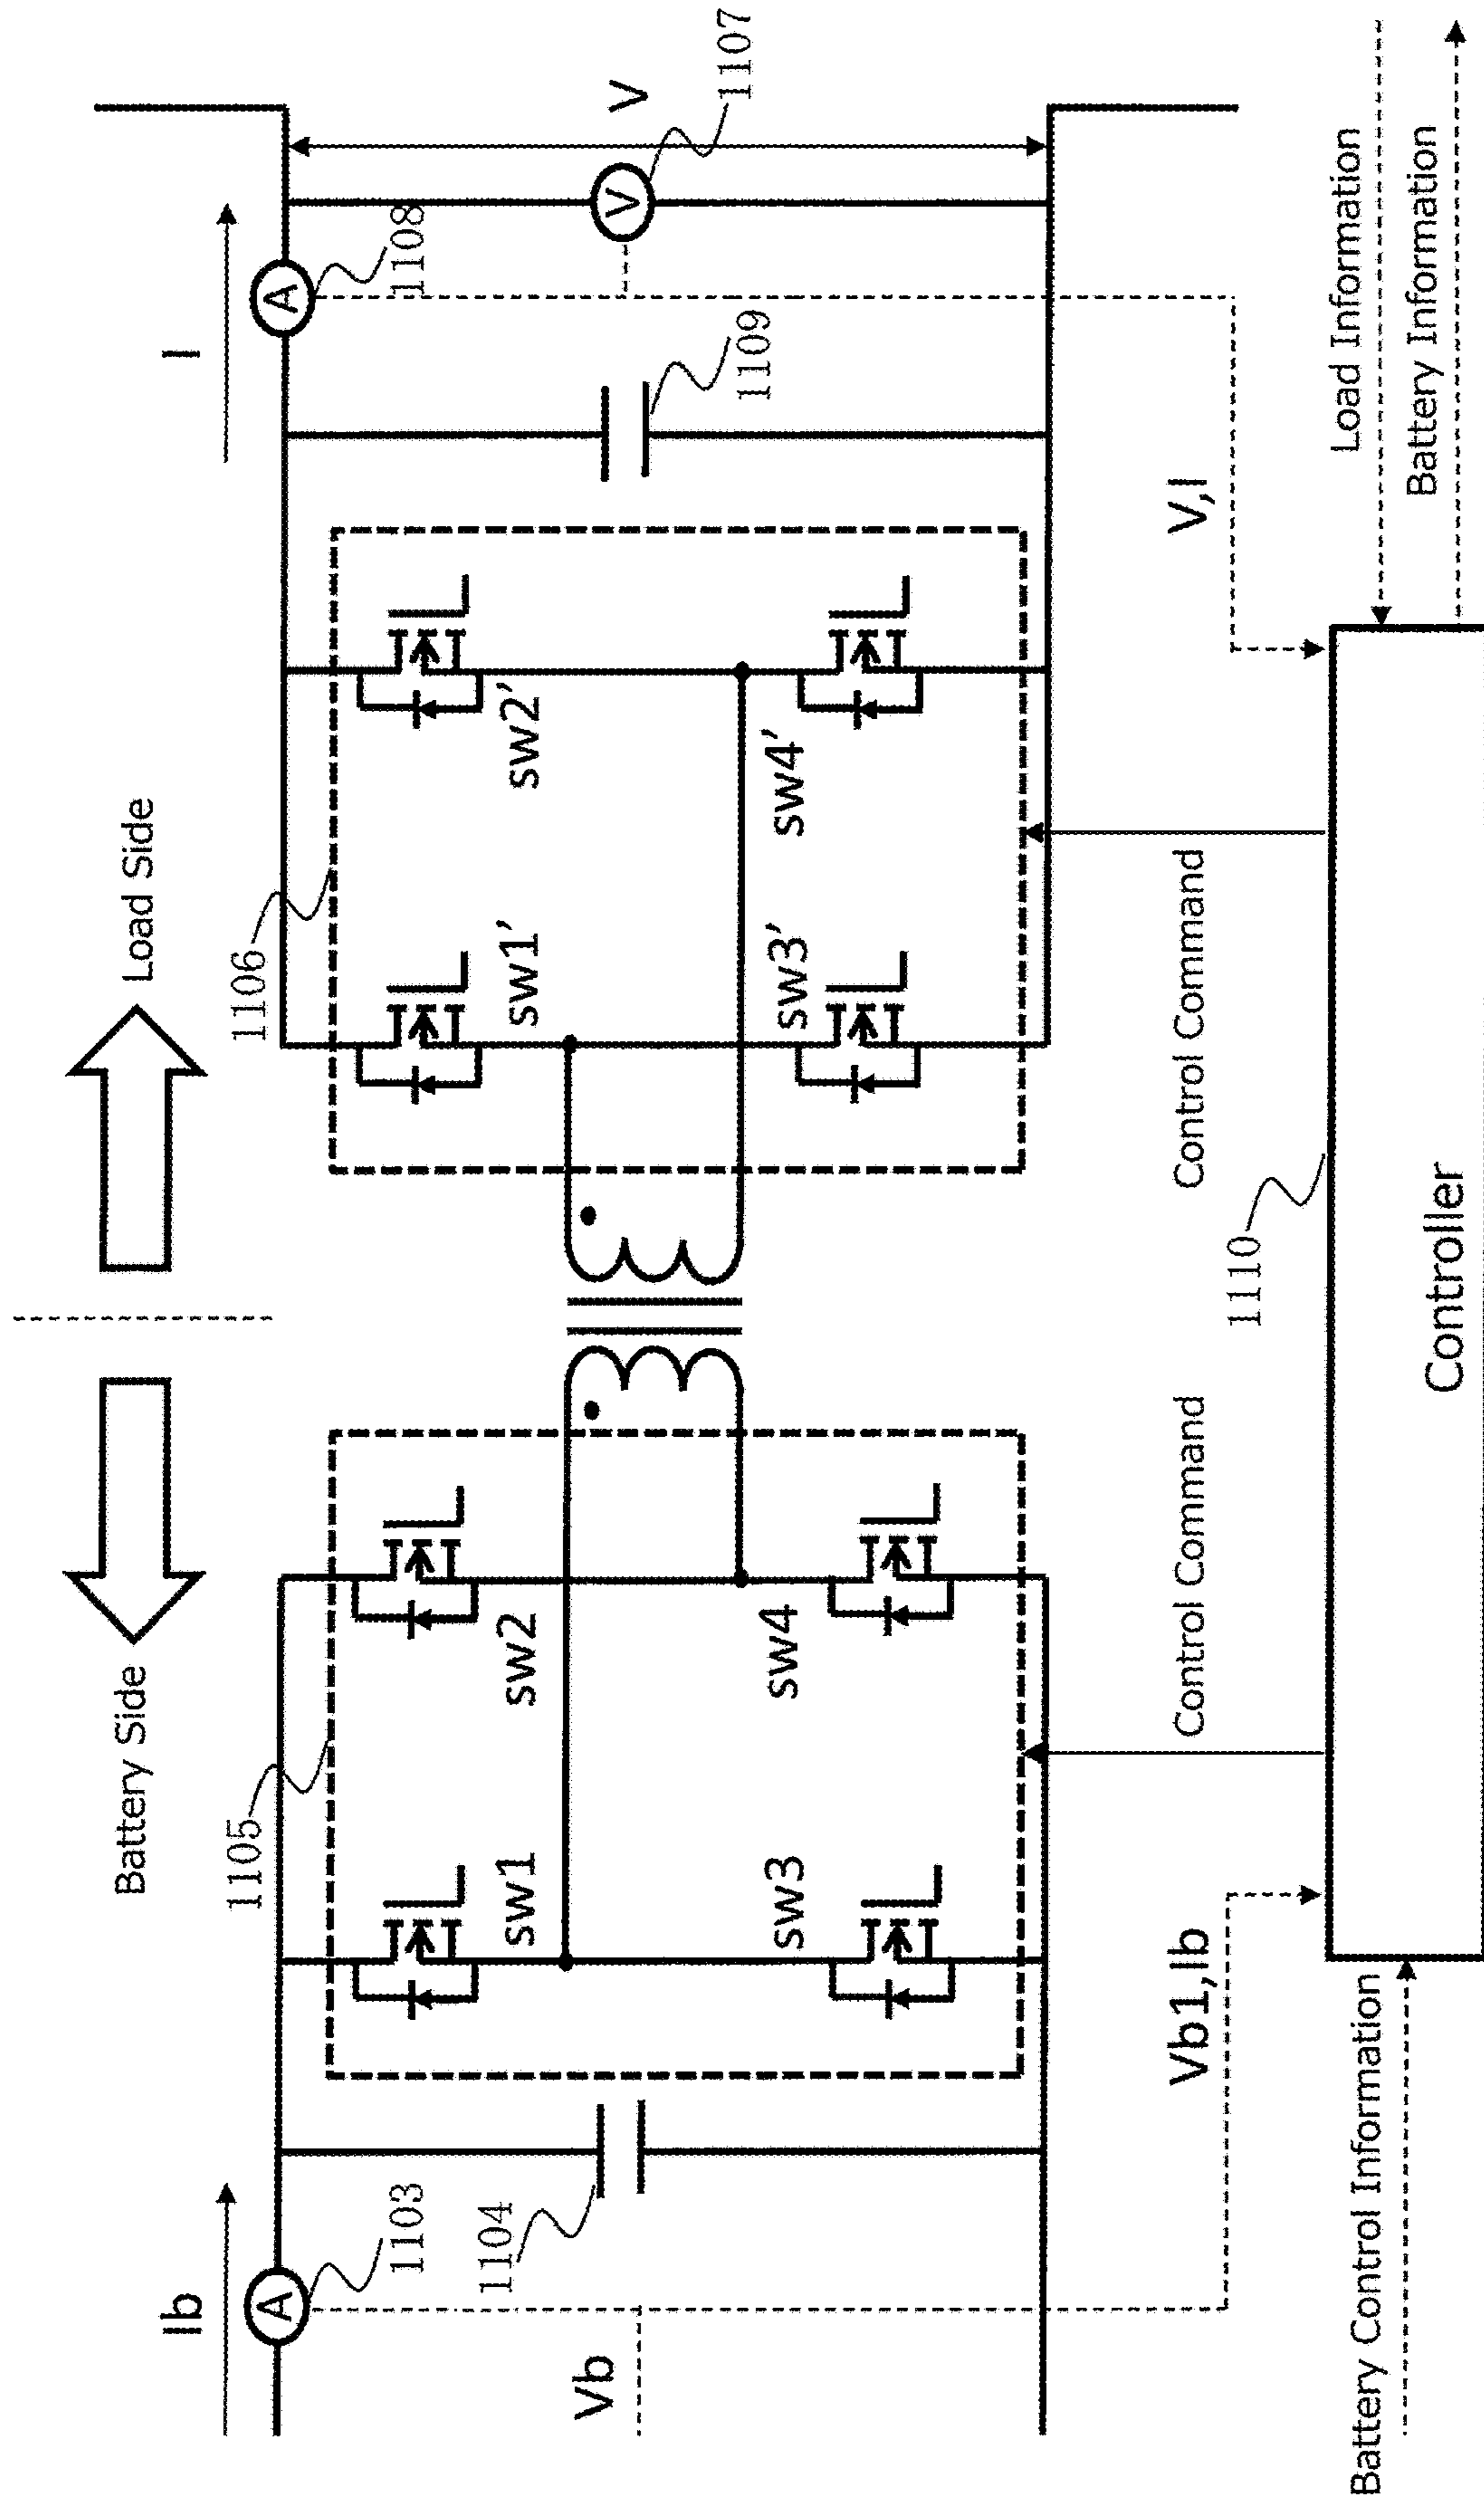 Battery Side
Load Side
Ib
A
1103
1104
Vb
1105
sw1
sw2
sw3
sw4
1106
sw1'
sw2'
sw3'
sw4'
I
A
1108
1109
V
1107
V
Vb1,Ib
Control Command
Control Command
V,I
1110
Controller
Battery Control Information
Load Information
Battery Information